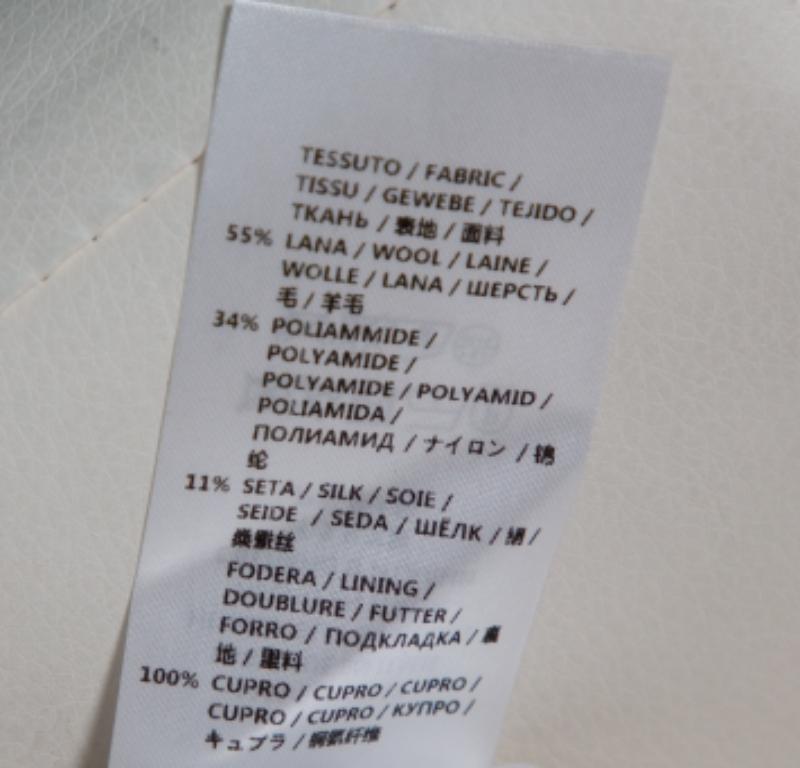 TESSUTO / FABRIC /
TISSU / GEWEBE / TEJIDO /
ТКАНЬ / 表地 / 面料
55% LANA / WOOL / LAINE /
WOLLE / LANA / ШЕРСТЬ /
毛 / 羊毛
34% POLIAMMIDE /
POLYAMIDE /
POLYAMIDE / POLYAMID /
POLIAMIDA /
ПОЛИАМИД / ナイロン / 锦
纶
11% SETA / SILK / SOIE /
SEIDE / SEDA / ШЁЛК / 絹 /
桑蚕丝
FODERA / LINING /
DOUBLURE / FUTTER /
FORRO / ПОДКЛАДКА / 裏
地 / 里料
100% CUPRO / CUPRO / CUPRO /
CUPRO / CUPRO / КУПРО /
キュプラ / 铜氨纤维